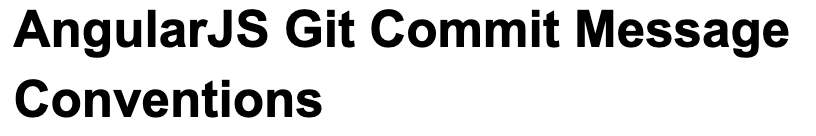 AngularJS Git Commit Message
Conventions